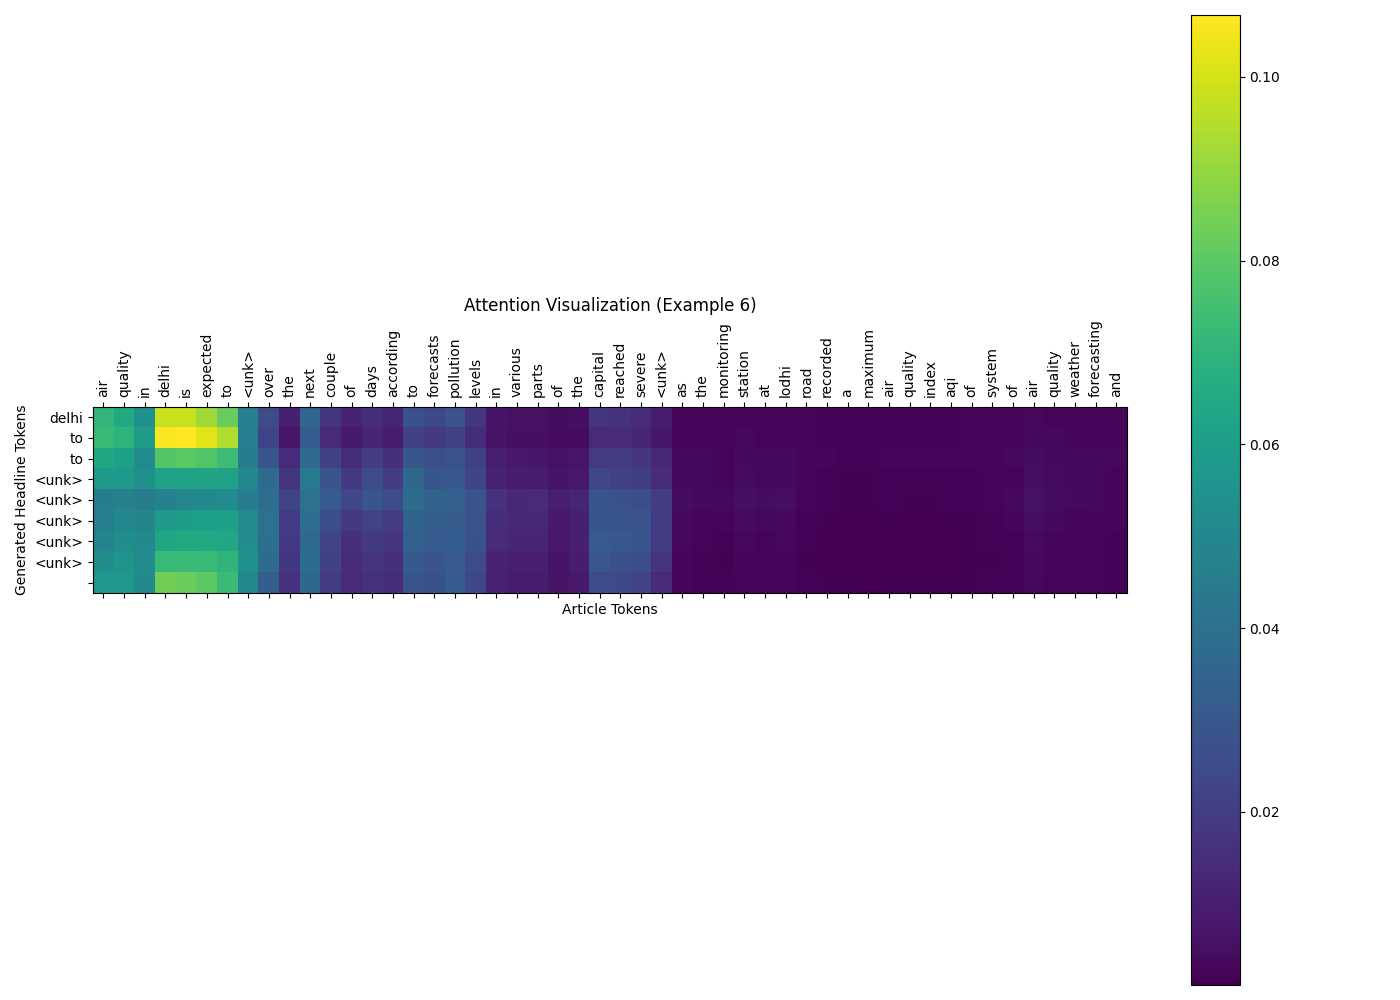 Attention Visualization (Example 6)
air quality in delhi is expected to <unk> over the next couple of days according to forecasts pollution levels in various parts of the capital reached severe <unk> as the monitoring station at lodhi road recorded a maximum air quality index aqi of system of air quality weather forecasting and
Generated Headline Tokens
delhi
to
to
<unk>
<unk>
<unk>
<unk>
<unk>
Article Tokens
0.10
0.08
0.06
0.04
0.02